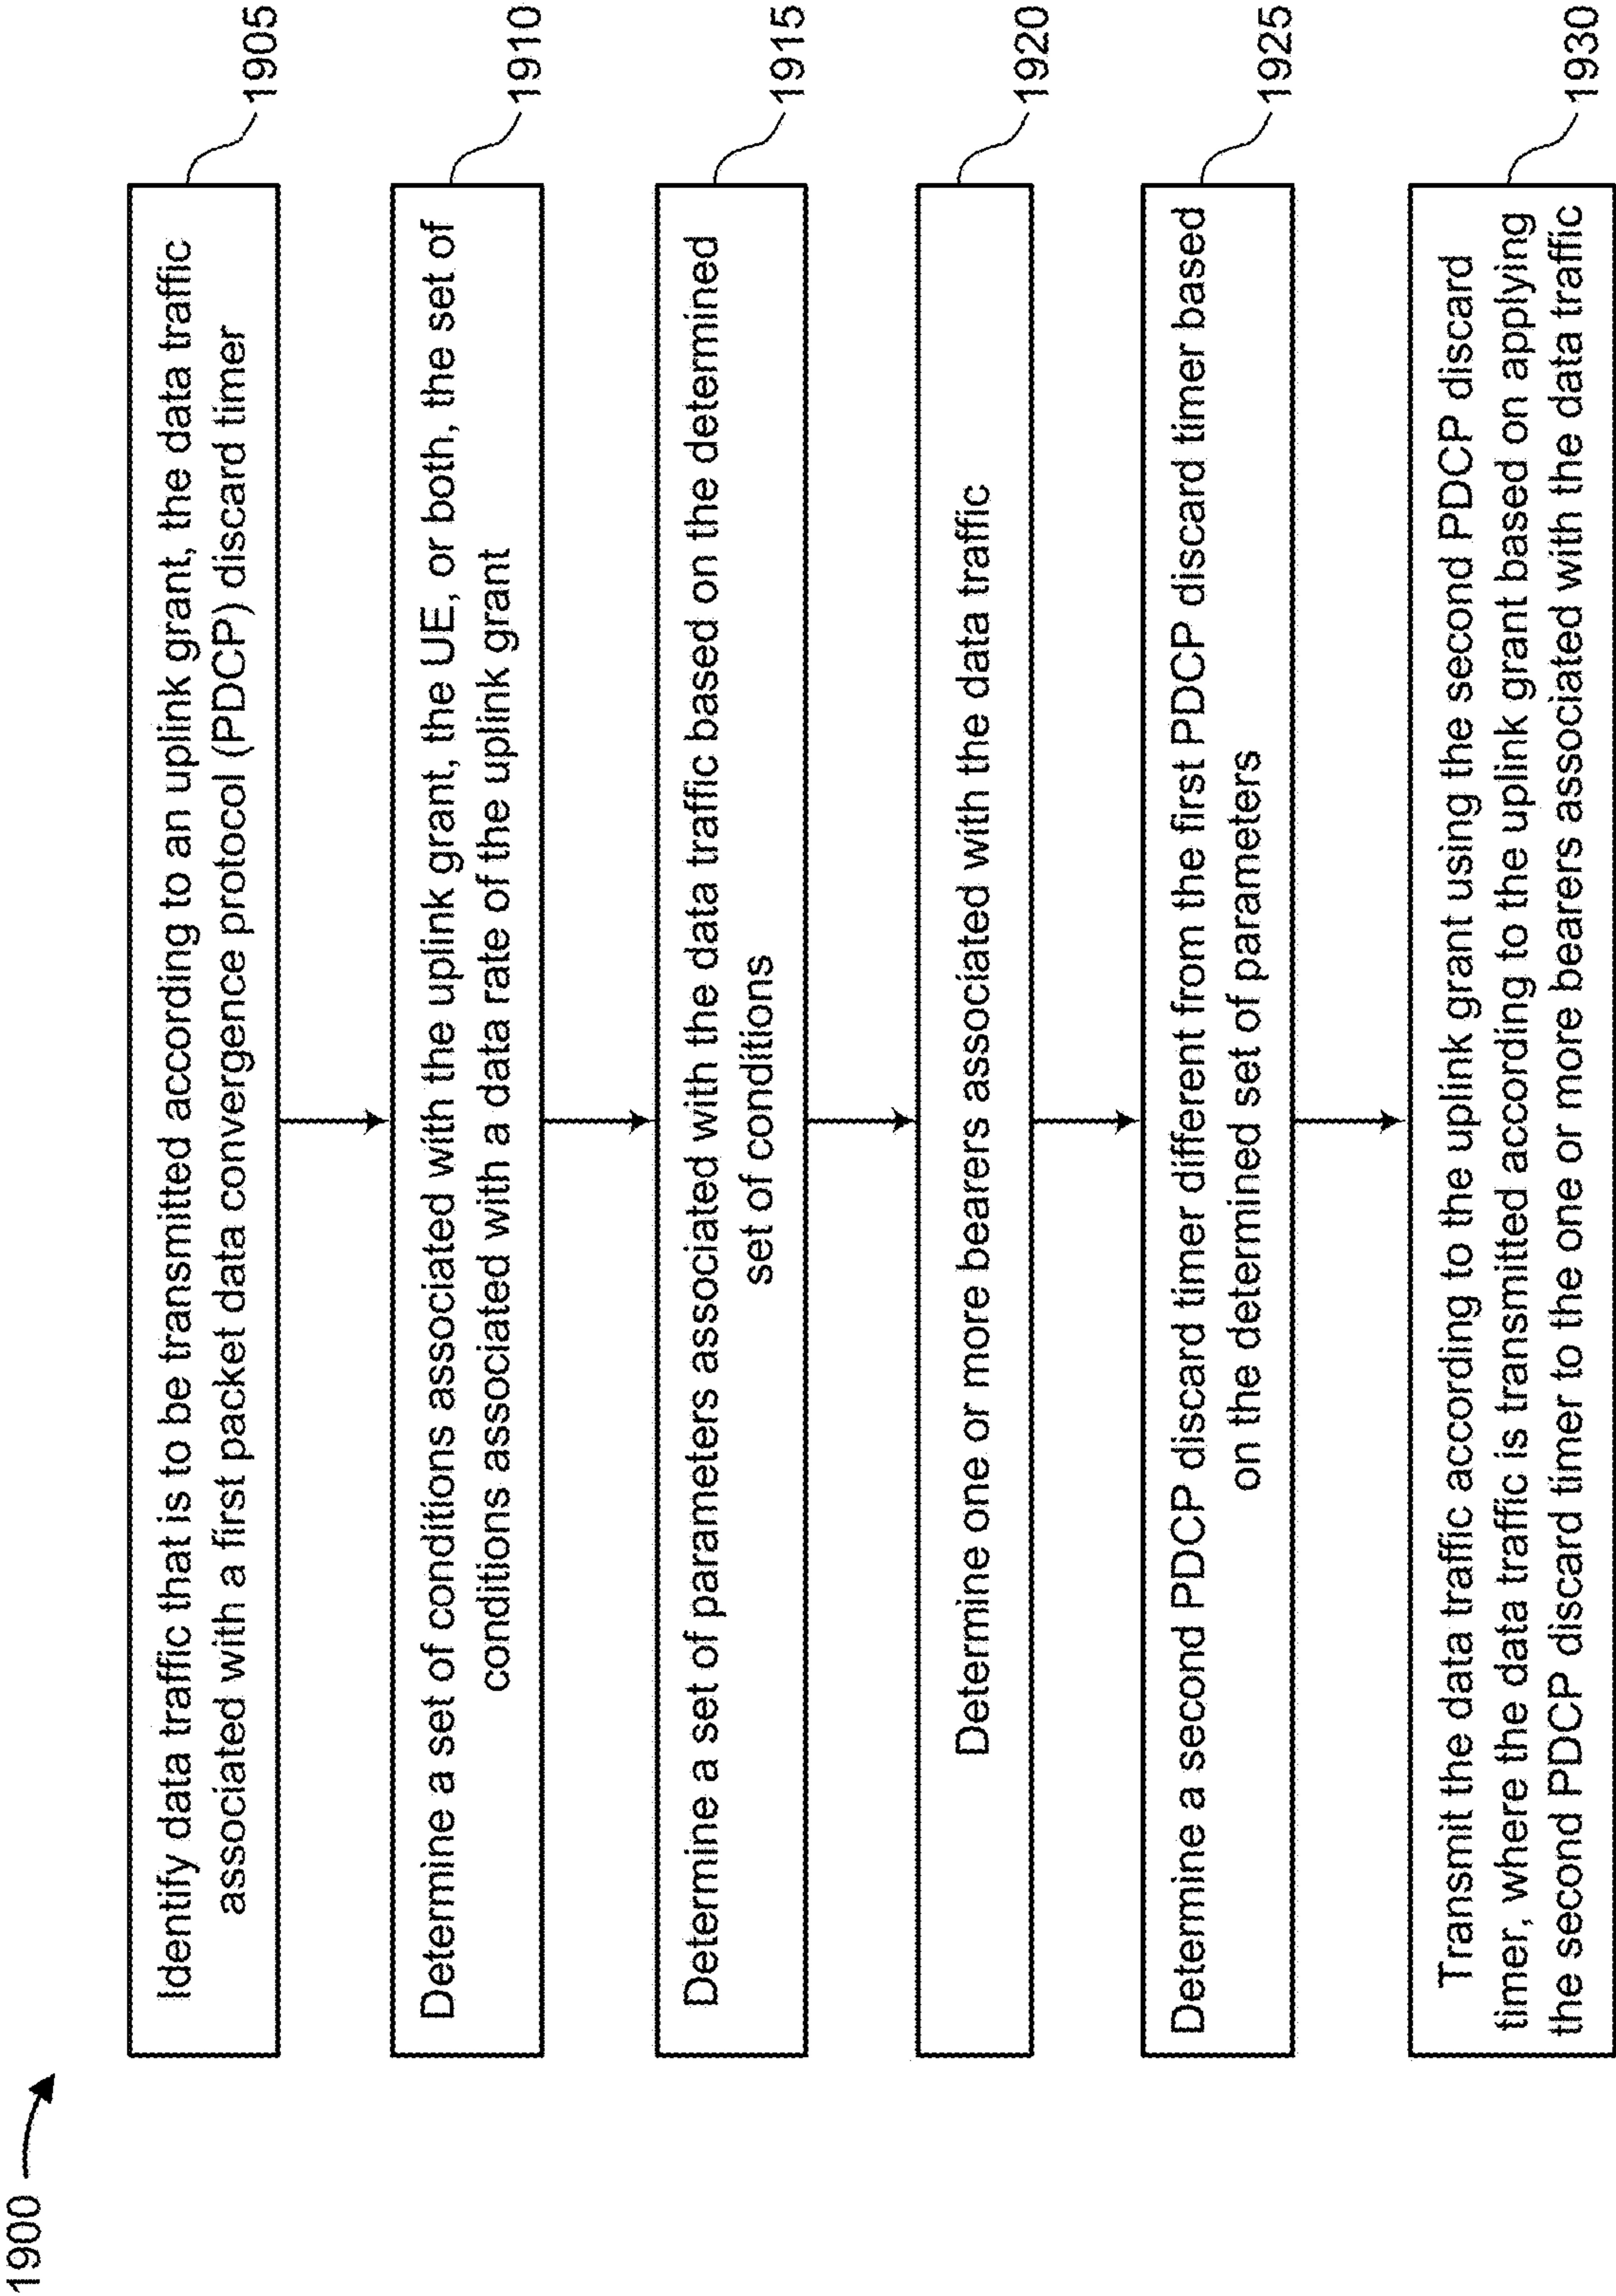 1900
Identify data traffic that is to be transmitted according to an uplink grant, the data traffic
associated with a first packet data convergence protocol (PDCP) discard timer
1905
Determine a set of conditions associated with the uplink grant, the UE, or both, the set of
conditions associated with a data rate of the uplink grant
1910
Determine a set of parameters associated with the data traffic based on the determined
set of conditions
1915
Determine one or more bearers associated with the data traffic
1920
Determine a second PDCP discard timer different from the first PDCP discard timer based
on the determined set of parameters
1925
Transmit the data traffic according to the uplink grant using the second PDCP discard
timer, where the data traffic is transmitted according to the uplink grant based on applying
the second PDCP discard timer to the one or more bearers associated with the data traffic
1930